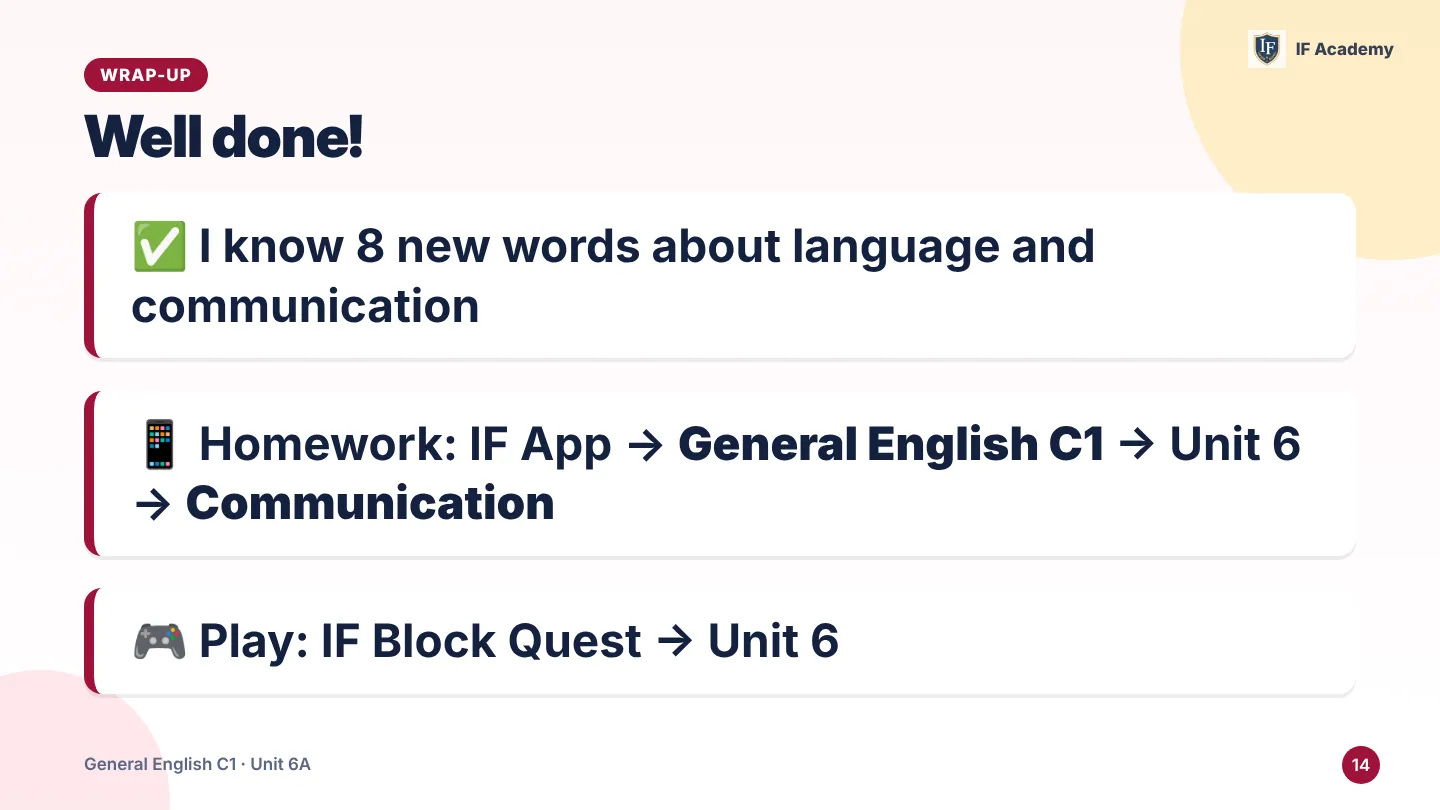 IF Academy
WRAP-UP
Well done!
✅ I know 8 new words about language and
communication
📱 Homework: IF App → General English C1 → Unit 6
→ Communication
🎮 Play: IF Block Quest → Unit 6
General English C1 · Unit 6A
14